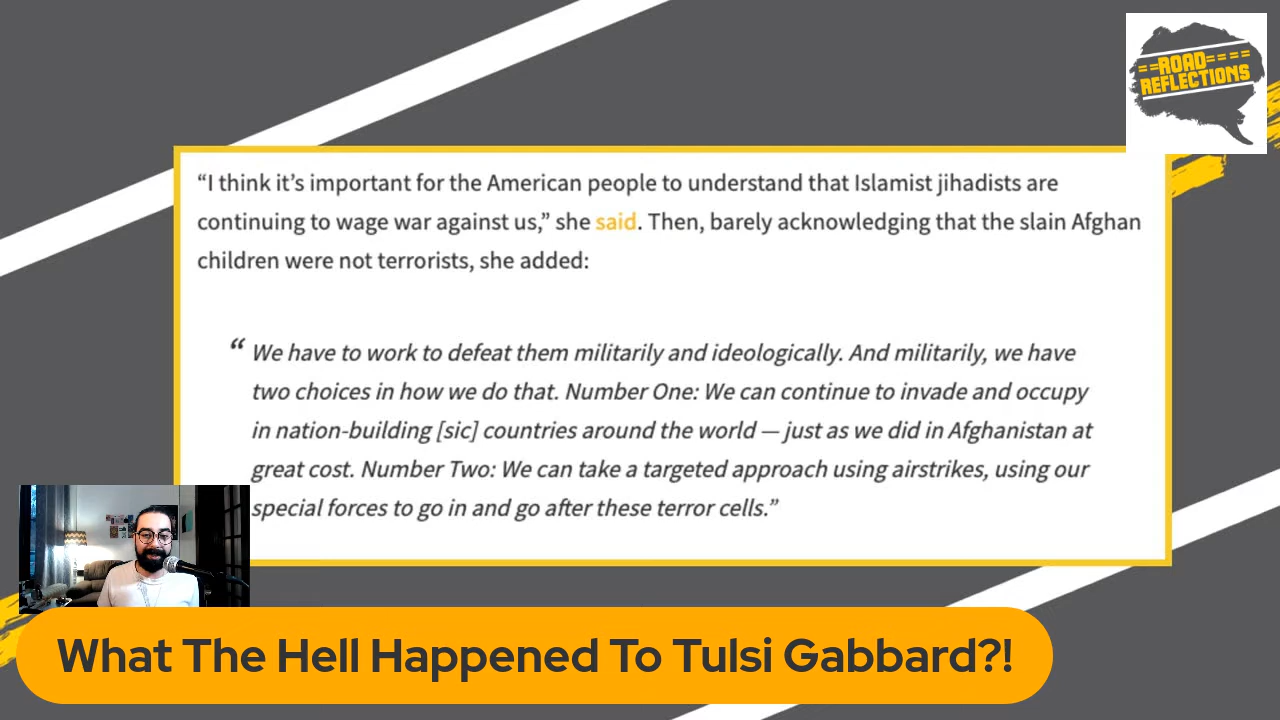 ==ROAD====
REFLECTIONS
“I think it’s important for the American people to understand that Islamist jihadists are
continuing to wage war against us,” she said. Then, barely acknowledging that the slain Afghan
children were not terrorists, she added:
“ We have to work to defeat them militarily and ideologically. And militarily, we have
two choices in how we do that. Number One: We can continue to invade and occupy
in nation-building [sic] countries around the world — just as we did in Afghanistan at
great cost. Number Two: We can take a targeted approach using airstrikes, using our
special forces to go in and go after these terror cells.”
What The Hell Happened To Tulsi Gabbard?!